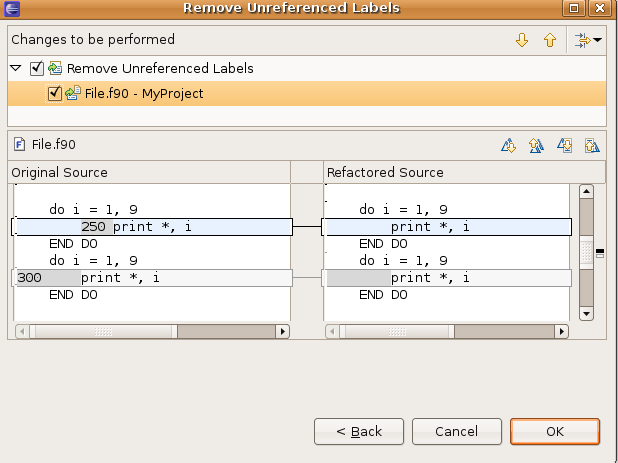 Remove Unreferenced Labels
Changes to be performed
Remove Unreferenced Labels
File.f90 - MyProject
File.f90
Original Source
Refactored Source
do i = 1, 9
250 print *, i
END DO
do i = 1, 9
300 print *, i
END DO
do i = 1, 9
print *, i
END DO
do i = 1, 9
print *, i
END DO
< Back
Cancel
OK